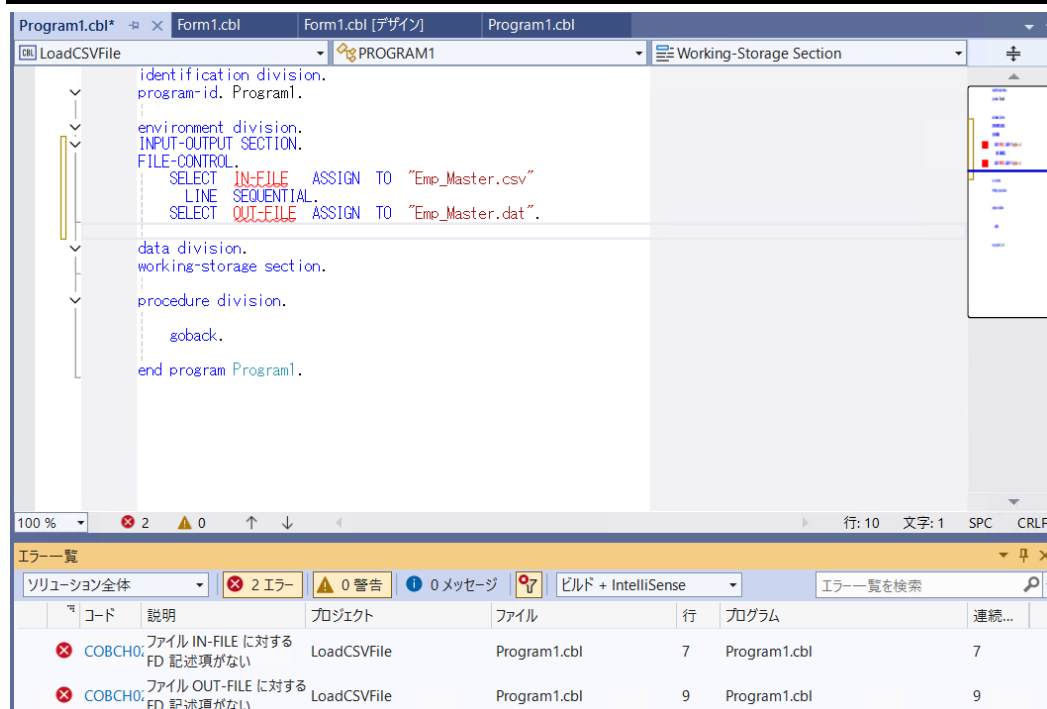 Program1.cbl* Form1.cbl Form1.cbl [デザイン] Program1.cbl
CBL LoadCSVFile PROGRAM1 Working-Storage Section
identification division.
program-id. Program1.
environment division.
INPUT-OUTPUT SECTION.
FILE-CONTROL.
SELECT IN-FILE ASSIGN TO "Emp_Master.csv"
LINE SEQUENTIAL.
SELECT OUT-FILE ASSIGN TO "Emp_Master.dat".
data division.
working-storage section.
procedure division.
goback.
end program Program1.
100 % 2 0 行: 10 文字: 1 SPC CRLF
エラー一覧
ソリューション全体 2 エラー 0 警告 0 メッセージ ビルド + IntelliSense エラー一覧を検索
コード 説明 プロジェクト ファイル 行 プログラム 連続...
COBCH02 ファイル IN-FILE に対する FD 記述項がない LoadCSVFile Program1.cbl 7 Program1.cbl 7
COBCH02 ファイル OUT-FILE に対する FD 記述項がない LoadCSVFile Program1.cbl 9 Program1.cbl 9